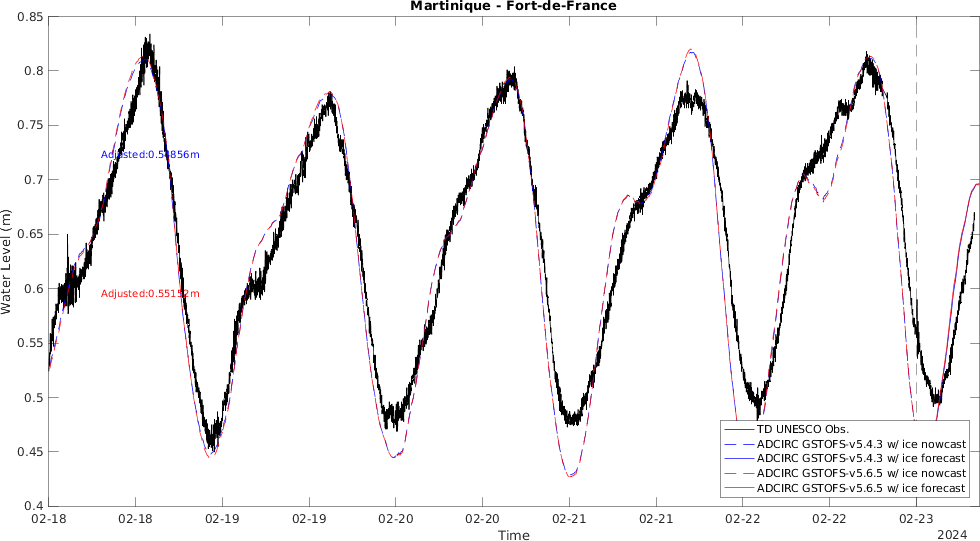 Martinique - Fort-de-France
0.85
0.8
0.75
0.7
0.65
0.6
0.55
0.5
0.45
0.4
Water Level (m)
Adjusted:0.54856m
Adjusted:0.55152m
TD UNESCO Obs.
ADCIRC GSTOFS-v5.4.3 w/ ice nowcast
ADCIRC GSTOFS-v5.4.3 w/ ice forecast
ADCIRC GSTOFS-v5.6.5 w/ ice nowcast
ADCIRC GSTOFS-v5.6.5 w/ ice forecast
02-18 02-18 02-19 02-19 02-20 02-20 02-21 02-21 02-22 02-22 02-23
Time
2024